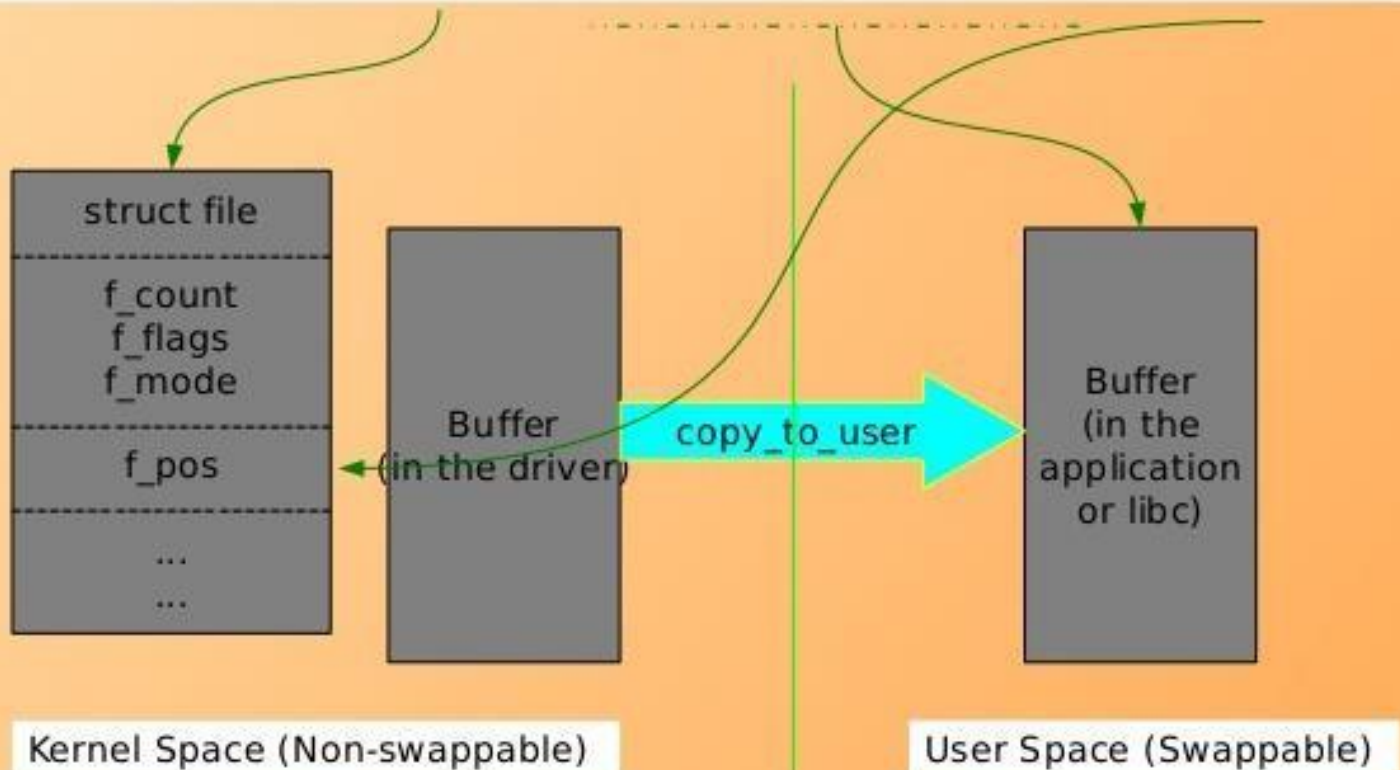 struct file
f_count
f_flags
f_mode
f_pos
...
...
Buffer
(in the driver)
copy_to_user
Buffer
(in the
application
or libc)
Kernel Space (Non-swappable)
User Space (Swappable)